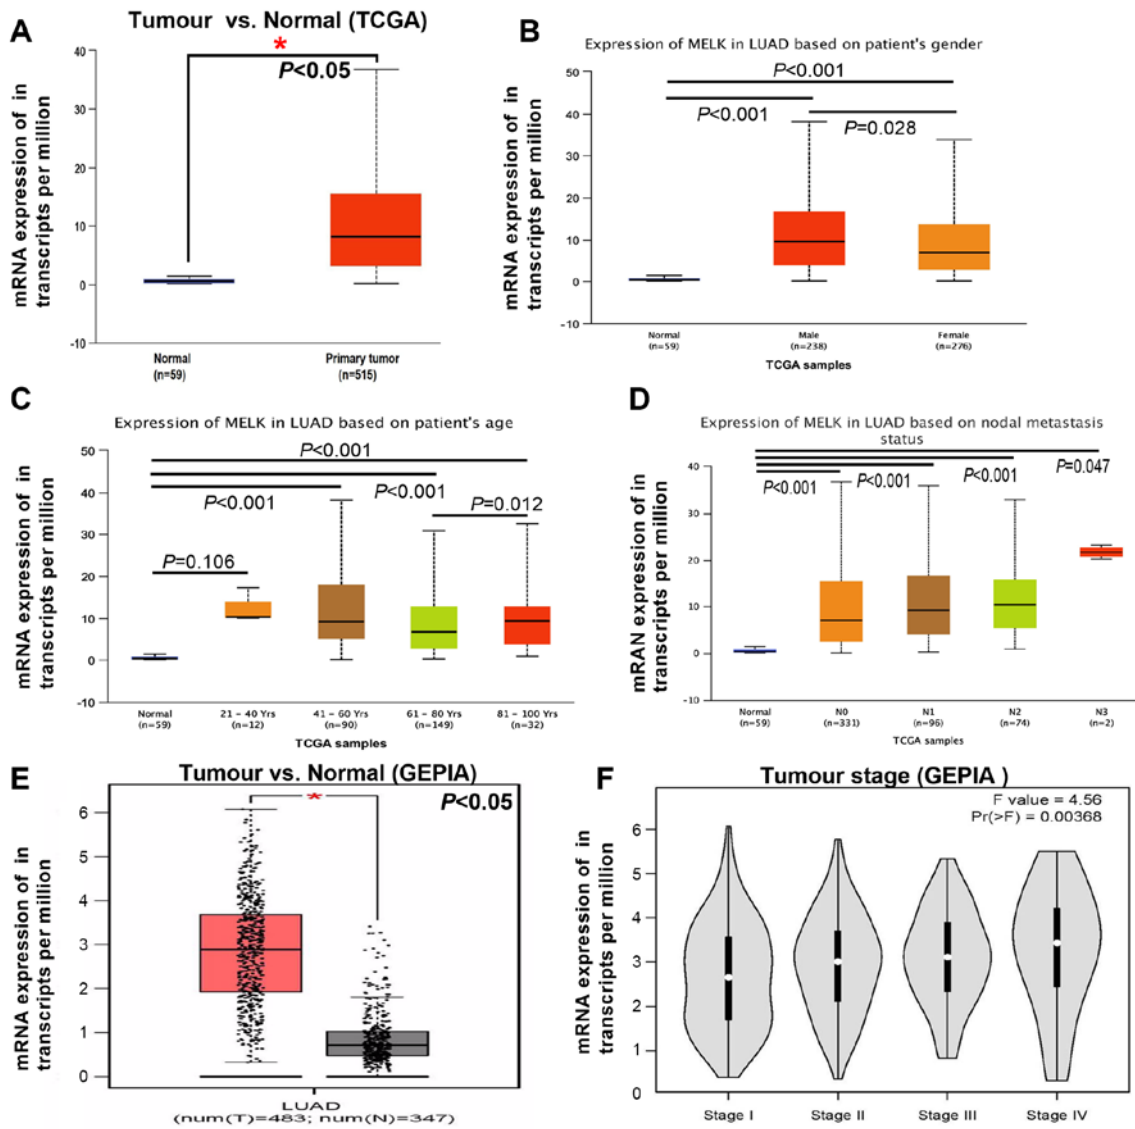 A
Tumour vs. Normal (TCGA)
*
P<0.05
mRNA expression of in
transcripts per million
40
30
20
10
0
-10
Normal
(n=59)
Primary tumor
(n=515)
B
Expression of MELK in LUAD based on patient's gender
P<0.001
P<0.001
P=0.028
mRNA expression of in
transcripts per million
50
40
30
20
10
0
-10
Normal
(n=59)
Male
(n=238)
Female
(n=276)
TCGA samples
C
Expression of MELK in LUAD based on patient's age
P<0.001
P<0.001
P<0.001
P=0.012
P=0.106
mRNA expression of in
transcripts per million
50
40
30
20
10
0
-10
Normal
(n=59)
21 – 40 Yrs
(n=12)
41 – 60 Yrs
(n=90)
61 – 80 Yrs
(n=149)
81 – 100 Yrs
(n=32)
TCGA samples
D
Expression of MELK in LUAD based on nodal metastasis
status
P<0.001
P<0.001
P<0.001
P=0.047
mRAN expression of in
transcripts per million
40
30
20
10
0
-10
Normal
(n=59)
N0
(n=331)
N1
(n=96)
N2
(n=74)
N3
(n=2)
TCGA samples
E
Tumour vs. Normal (GEPIA)
*
P<0.05
mRNA expression of in
transcripts per million
6
5
4
3
2
1
0
LUAD
(num(T)=483; num(N)=347)
F
Tumour stage (GEPIA )
F value = 4.56
Pr(>F) = 0.00368
mRNA expression of in
transcripts per million
6
5
4
3
2
1
0
Stage I
Stage II
Stage III
Stage IV